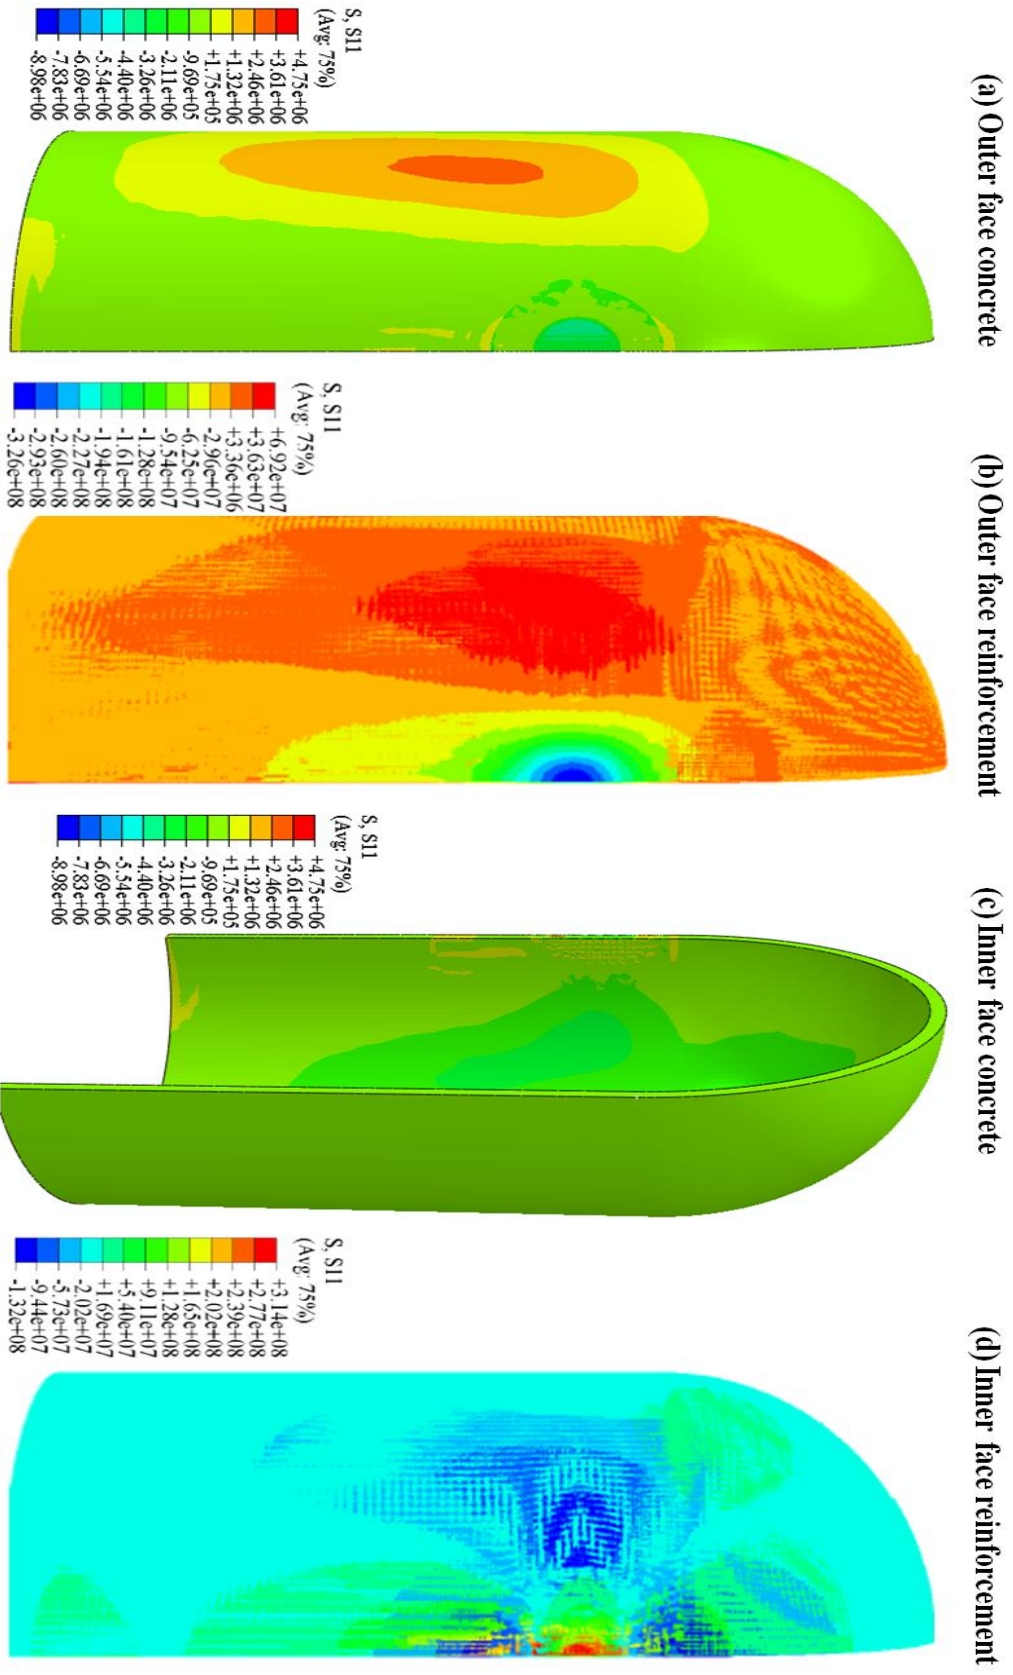 (a) Outer face concrete
S, S11
(Avg: 75%)
+4.75e+06
+3.61e+06
+2.46e+06
+1.32e+06
+1.75e+05
-9.69e+05
-2.11e+06
-3.26e+06
-4.40e+06
-5.54e+06
-6.69e+06
-7.83e+06
-8.98e+06
(b) Outer face reinforcement
S, S11
(Avg: 75%)
+6.92e+07
+3.63e+07
+3.36e+06
-2.96e+07
-6.25e+07
-9.54e+07
-1.28e+08
-1.61e+08
-1.94e+08
-2.27e+08
-2.60e+08
-2.93e+08
-3.26e+08
(c) Inner face concrete
S, S11
(Avg: 75%)
+4.75e+06
+3.61e+06
+2.46e+06
+1.32e+06
+1.75e+05
-9.69e+05
-2.11e+06
-3.26e+06
-4.40e+06
-5.54e+06
-6.69e+06
-7.83e+06
-8.98e+06
(d) Inner face reinforcement
S, S11
(Avg: 75%)
+3.14e+08
+2.77e+08
+2.39e+08
+2.02e+08
+1.65e+08
+1.28e+08
+9.11e+07
+5.40e+07
+1.69e+07
-2.02e+07
-5.73e+07
-9.44e+07
-1.32e+08